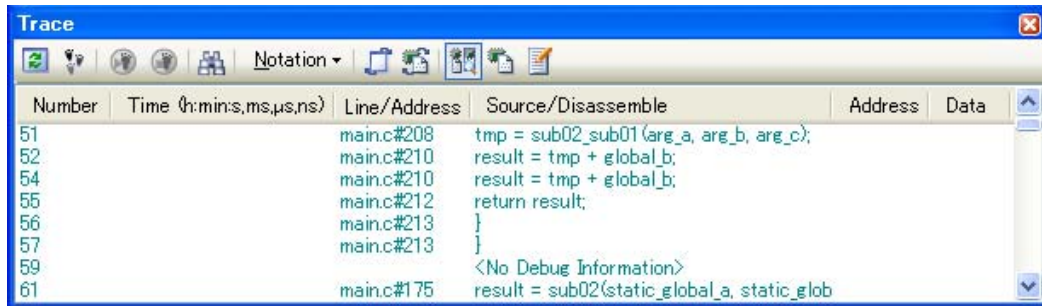 Trace
Notation
Number Time (h:min:s,ms,μs,ns) Line/Address Source/Disassemble Address Data
51 main.c#208 tmp = sub02_sub01(arg_a, arg_b, arg_c);
52 main.c#210 result = tmp + global_b;
54 main.c#210 result = tmp + global_b;
55 main.c#212 return result;
56 main.c#213 }
57 main.c#213 }
59 <No Debug Information>
61 main.c#175 result = sub02(static_global_a, static_glob